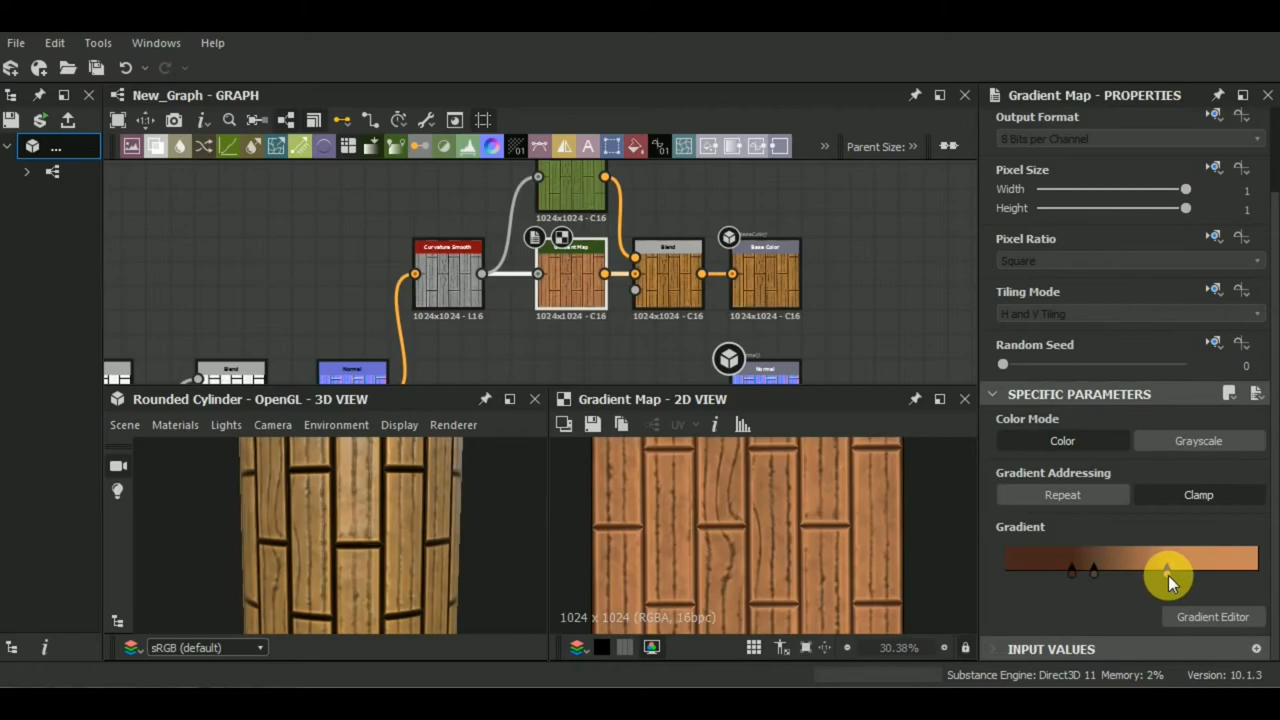 File Edit Tools Windows Help
New_Graph - GRAPH
Gradient Map - PROPERTIES
Output Format
8 Bits per Channel
...
Parent Size:
Pixel Size
Width 1
Height 1
1024x1024 - C16
Pixel Ratio
Curvature Smooth
Blend
Base Color
Square
Tiling Mode
H and V Tiling
1024x1024 - L16
1024x1024 - C16
1024x1024 - C16
1024x1024 - C16
Random Seed
0
Blend
Normal
Normal
Rounded Cylinder - OpenGL - 3D VIEW
Gradient Map - 2D VIEW
SPECIFIC PARAMETERS
Scene Materials Lights Camera Environment Display Renderer
UV
Color Mode
Color Grayscale
Gradient Addressing
Repeat Clamp
Gradient
1024 x 1024 (RGBA, 16bpc)
Gradient Editor
sRGB (default)
30.38%
INPUT VALUES
Substance Engine: Direct3D 11 Memory: 2% Version: 10.1.3